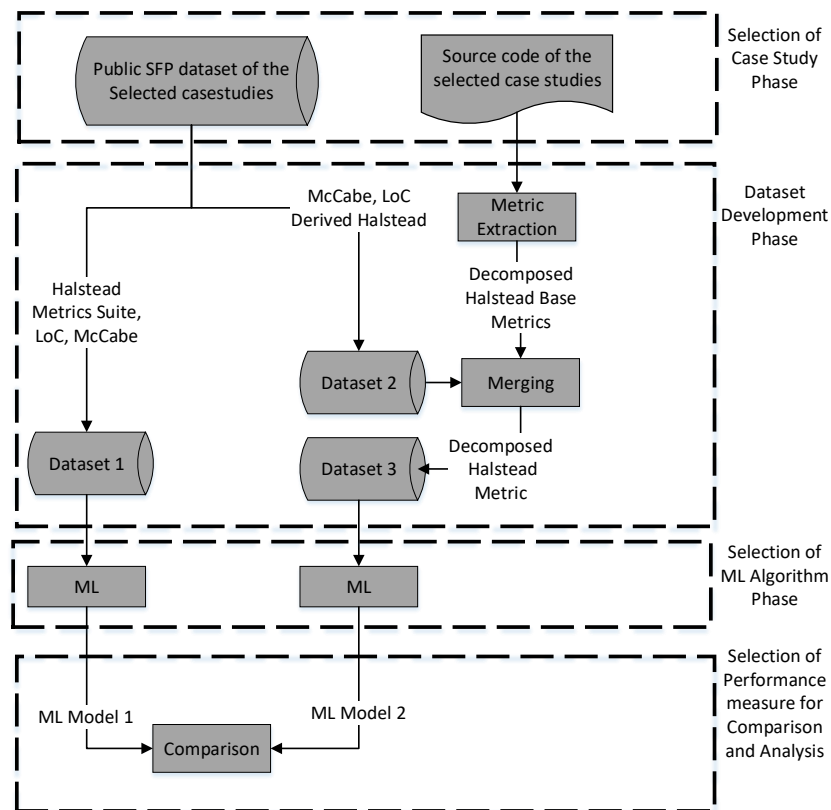 Public SFP dataset of the
Selected casestudies
Source code of the
selected case studies
Selection of
Case Study
Phase
McCabe, LoC
Derived Halstead
Metric
Extraction
Dataset
Development
Phase
Halstead
Metrics Suite,
LoC, McCabe
Decomposed
Halstead Base
Metrics
Dataset 2
Merging
Dataset 1
Dataset 3
Decomposed
Halstead
Metric
ML
ML
Selection of
ML Algorithm
Phase
ML Model 1
ML Model 2
Comparison
Selection of
Performance
measure for
Comparison
and Analysis